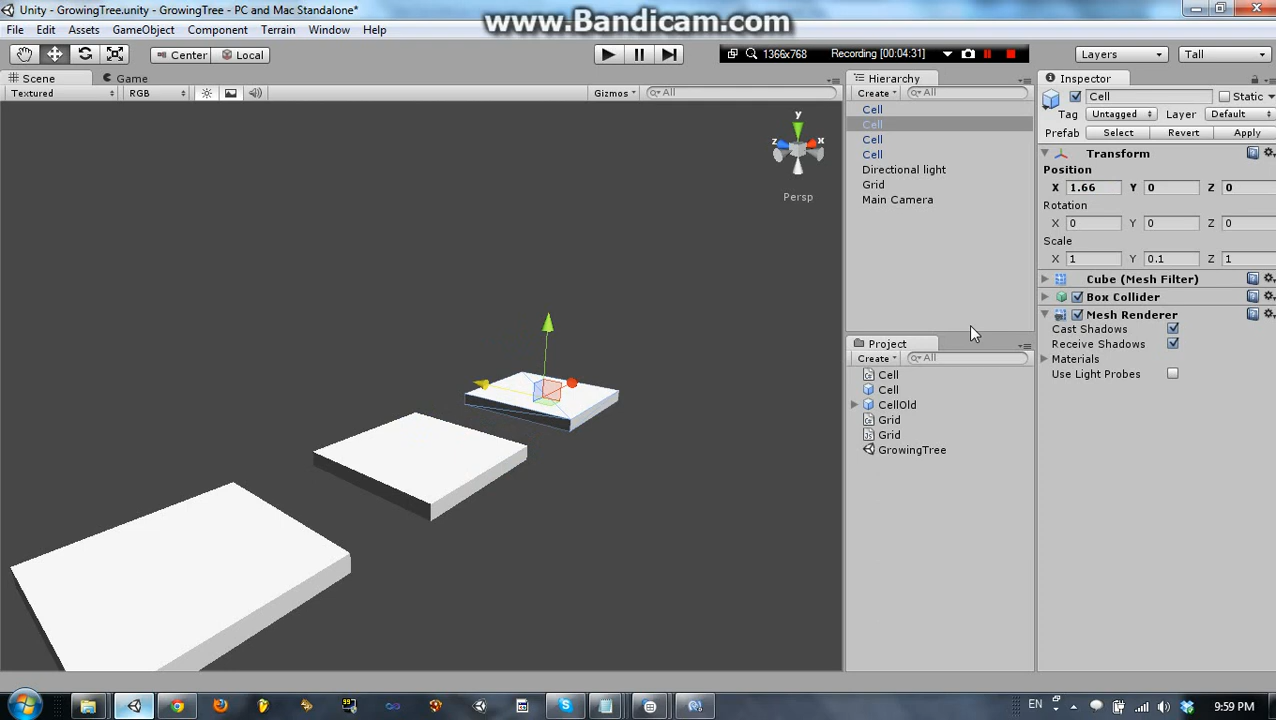 Unity - GrowingTree.unity - PC and Mac Standalone*
www.Bandicam.com
File Edit Assets GameObject Component Terrain Window Help
Center Local
1366x768 Recording [00:04:31]
Layers Tall
Scene Game
Textured RGB Gizmos All
y
z x
Persp
Hierarchy
Create All
Cell
Cell
Cell
Cell
Directional light
Grid
Main Camera
Project
Create All
Cell
Cell
CellOld
Grid
Grid
GrowingTree
Inspector
Cell Static
Tag Untagged Layer Default
Prefab Select Revert Apply
Transform
Position
X 1.66 Y 0 Z 0
Rotation
X 0 Y 0 Z 0
Scale
X 1 Y 0.1 Z 1
Cube (Mesh Filter)
Box Collider
Mesh Renderer
Cast Shadows
Receive Shadows
Materials
Use Light Probes
EN 9:59 PM